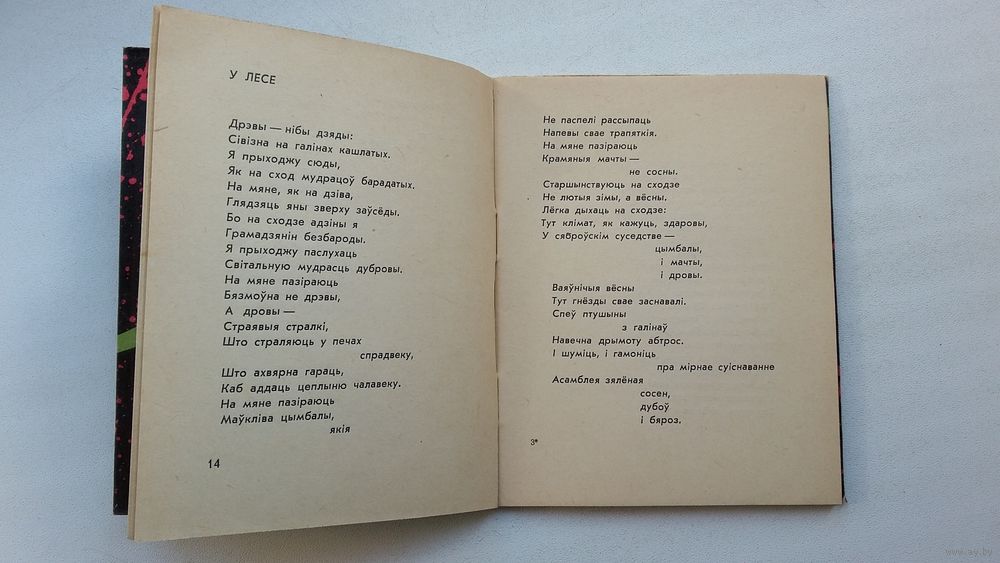 У ЛЕСЕ
Дрэвы — нібы дзяды:
Сівізна на галінах кашлатых.
Я прыходжу сюды,
Як на сход мудрацоў барадатых.
На мяне, як на дзіва,
Глядзяць яны зверху заўсёды.
Бо на сходзе адзіны я
Грамадзянін безбароды.
Я прыходжу паслухаць
Світальную мудрасць дубровы.
На мяне пазіраюць
Бязмоўна не дрэвы,
А дровы —
Страявыя стралкі,
Што страляюць у печах
спрадвеку,
Што ахвярна гараць,
Каб аддаць цеплыню чалавеку.
На мяне пазіраюць
Маўкліва цымбалы,
якія
14
Не паспелі рассыпаць
Напевы свае трапяткія.
На мяне пазіраюць
Крамяныя мачты —
не сосны.
Старшынствуюць на сходзе
Не лютыя зімы, а вёсны.
Лёгка дыхаць на сходзе:
Тут клімат, як кажуць, здаровы,
У сяброўскім суседстве —
цымбалы,
і мачты,
і дровы.
Ваяўнічыя вёсны
Тут гнёзды свае заснавалі.
Спеў птушыны
з галінаў
Навечна дрымоту абтрос.
І шуміць, і гамоніць
пра мірнае суіснаванне
Асамблея зялёная
сосен,
дубоў
і бяроз.
3*
www.ay.by